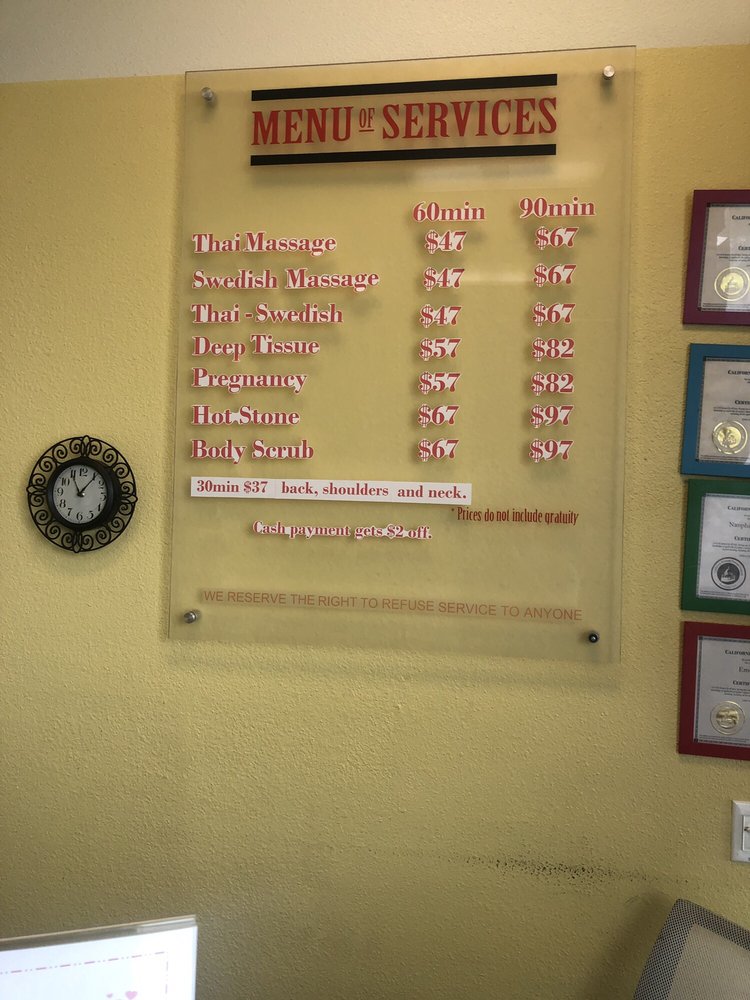 MENU OF SERVICES
60min 90min
Thai Massage $47 $67
Swedish Massage $47 $67
Thai - Swedish $47 $67
Deep Tissue $57 $82
Pregnancy $57 $82
Hot Stone $67 $97
Body Scrub $67 $97
30min $37 back, shoulders and neck.
* Prices do not include gratuity
Cash payment gets $2 off.
WE RESERVE THE RIGHT TO REFUSE SERVICE TO ANYONE